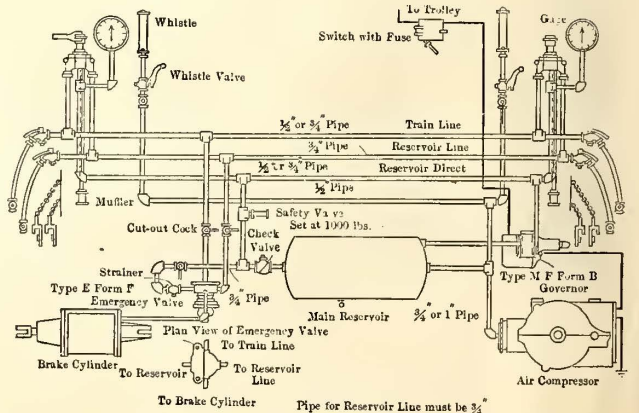 Whistle
To Trolley
Gage
Switch with Fuse
Whistle Valve
½" or ¾" Pipe Train Line
¾" Pipe Reservoir Line
½" or ¾" Pipe Reservoir Direct
½" Pipe
Muffler
Safety Valve
Set at 1000 lbs.
Cut-out Cock
Check
Valve
Strainer
Type E Form F
Emergency Valve
¾" Pipe
Type M F Form B
Governor
Main Reservoir
¾" or 1" Pipe
Plan View of Emergency Valve
To Train Line
Brake Cylinder
To Reservoir
To Reservoir
Line
Air Compressor
To Brake Cylinder
Pipe for Reservoir Line must be ¾"